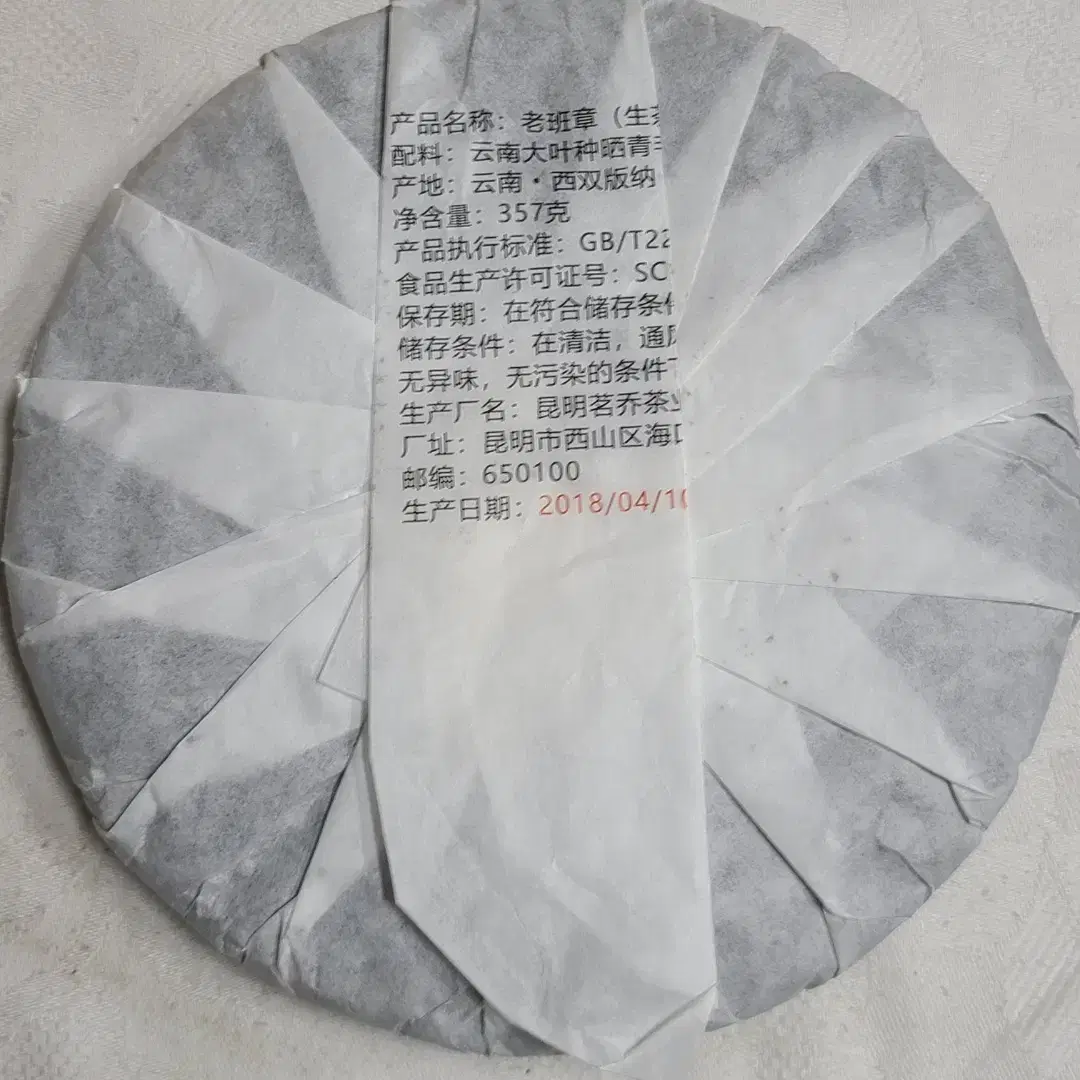 产品名称：老班章（生
配料：云南大叶种晒青
产地：云南·西双版纳
净含量：357克
产品执行标准：GB/T22
食品生产许可证号：SC
保存期：在符合储存条件
储存条件：在清洁，通风
无异味，无污染的条件
生产厂名：昆明茗乔茶业
厂址：昆明市西山区海口
邮编：650100
生产日期：2018/04/10